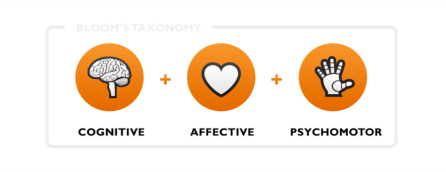 BLOOM'S TAXONOMY
COGNITIVE + AFFECTIVE + PSYCHOMOTOR